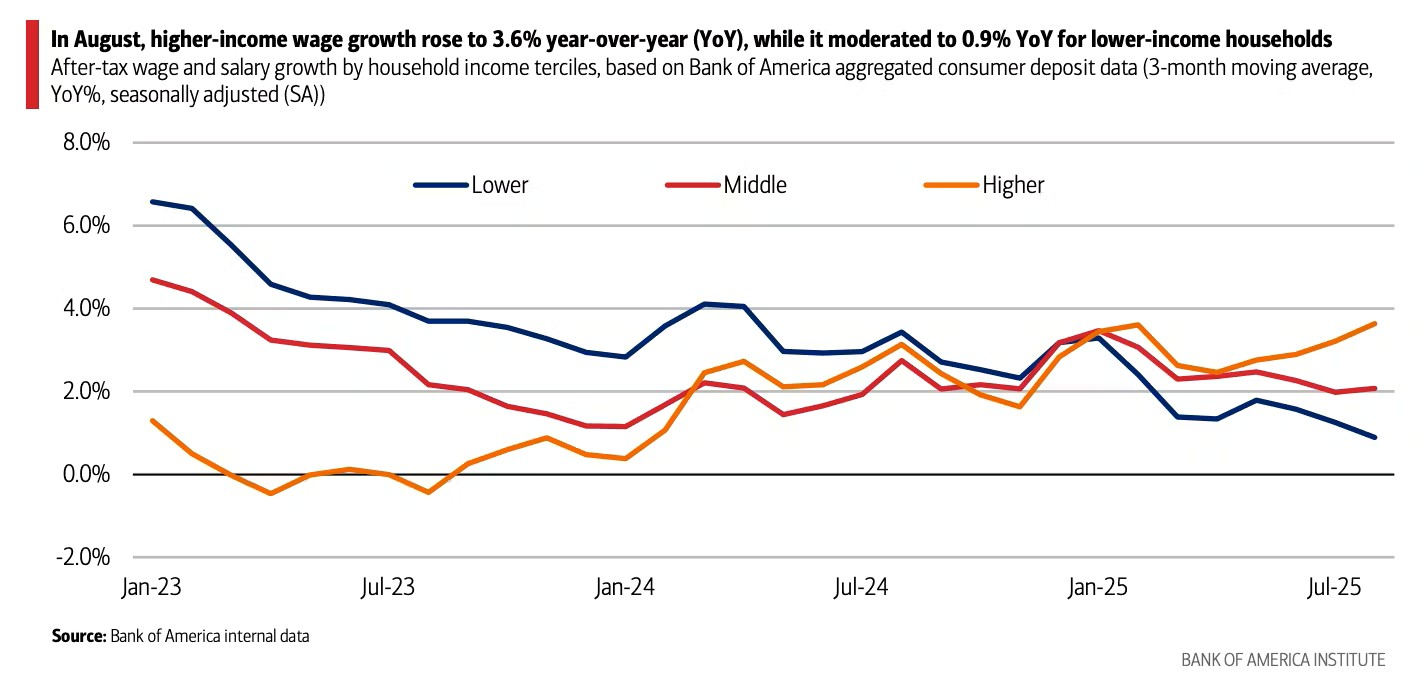 In August, higher-income wage growth rose to 3.6% year-over-year (YoY), while it moderated to 0.9% YoY for lower-income households
After-tax wage and salary growth by household income terciles, based on Bank of America aggregated consumer deposit data (3-month moving average,
YoY%, seasonally adjusted (SA))
8.0%
Lower Middle Higher
6.0%
4.0%
2.0%
0.0%
-2.0%
Jan-23 Jul-23 Jan-24 Jul-24 Jan-25 Jul-25
Source: Bank of America internal data
BANK OF AMERICA INSTITUTE